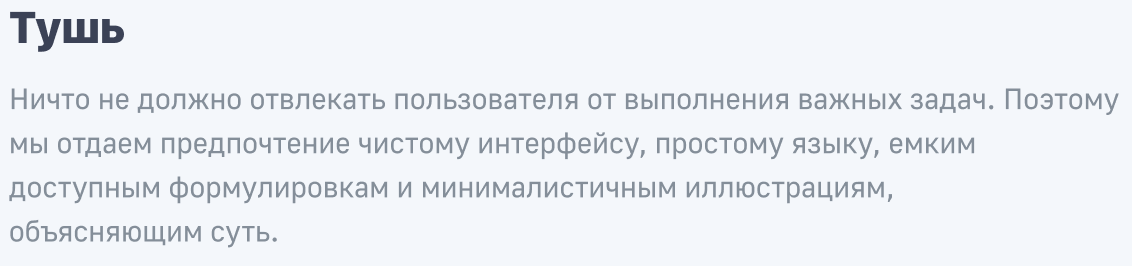 Тушь
Ничто не должно отвлекать пользователя от выполнения важных задач. Поэтому
мы отдаем предпочтение чистому интерфейсу, простому языку, емким
доступным формулировкам и минималистичным иллюстрациям,
объясняющим суть.